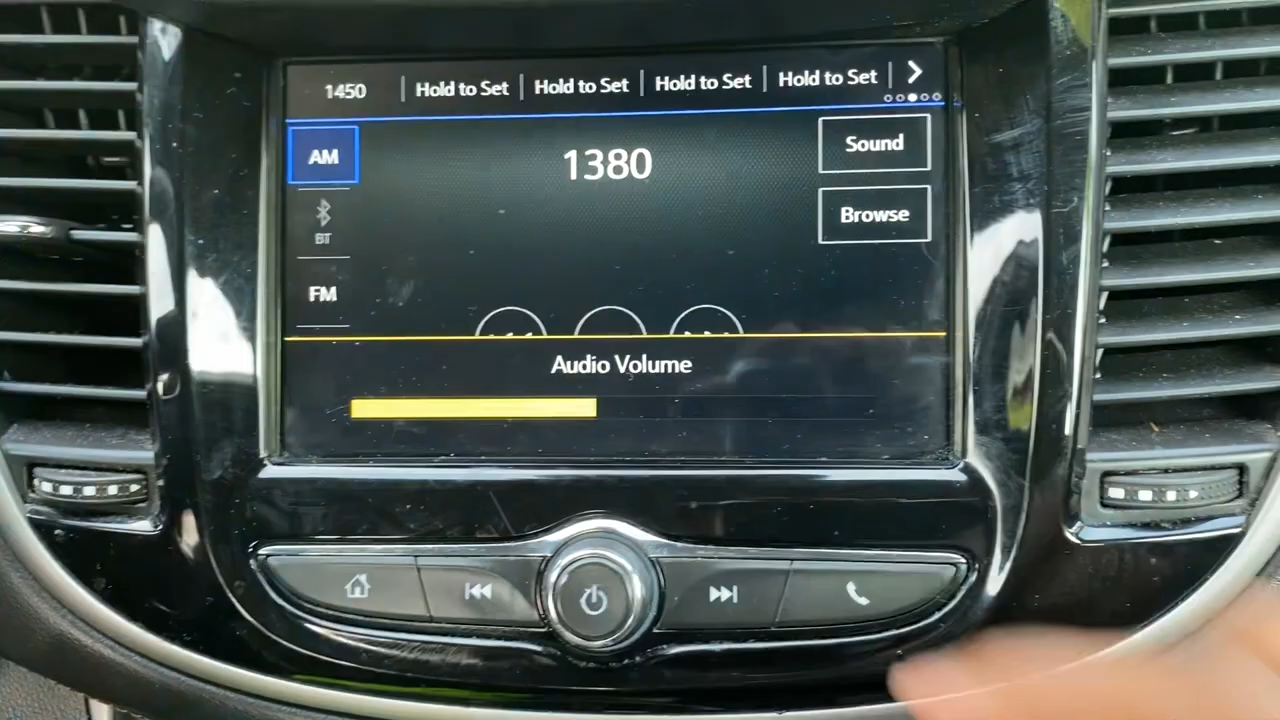 1450 Hold to Set Hold to Set Hold to Set Hold to Set
AM
1380
Sound
BT
Browse
FM
Audio Volume